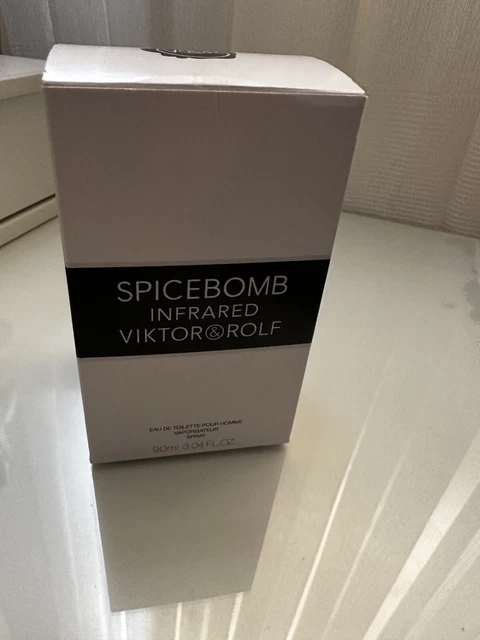 SPICEBOMB
INFRARED
VIKTOR&ROLF
EAU DE TOILETTE POUR HOMME
VAPORISATEUR
SPRAY
90ml 3.04 FL.OZ